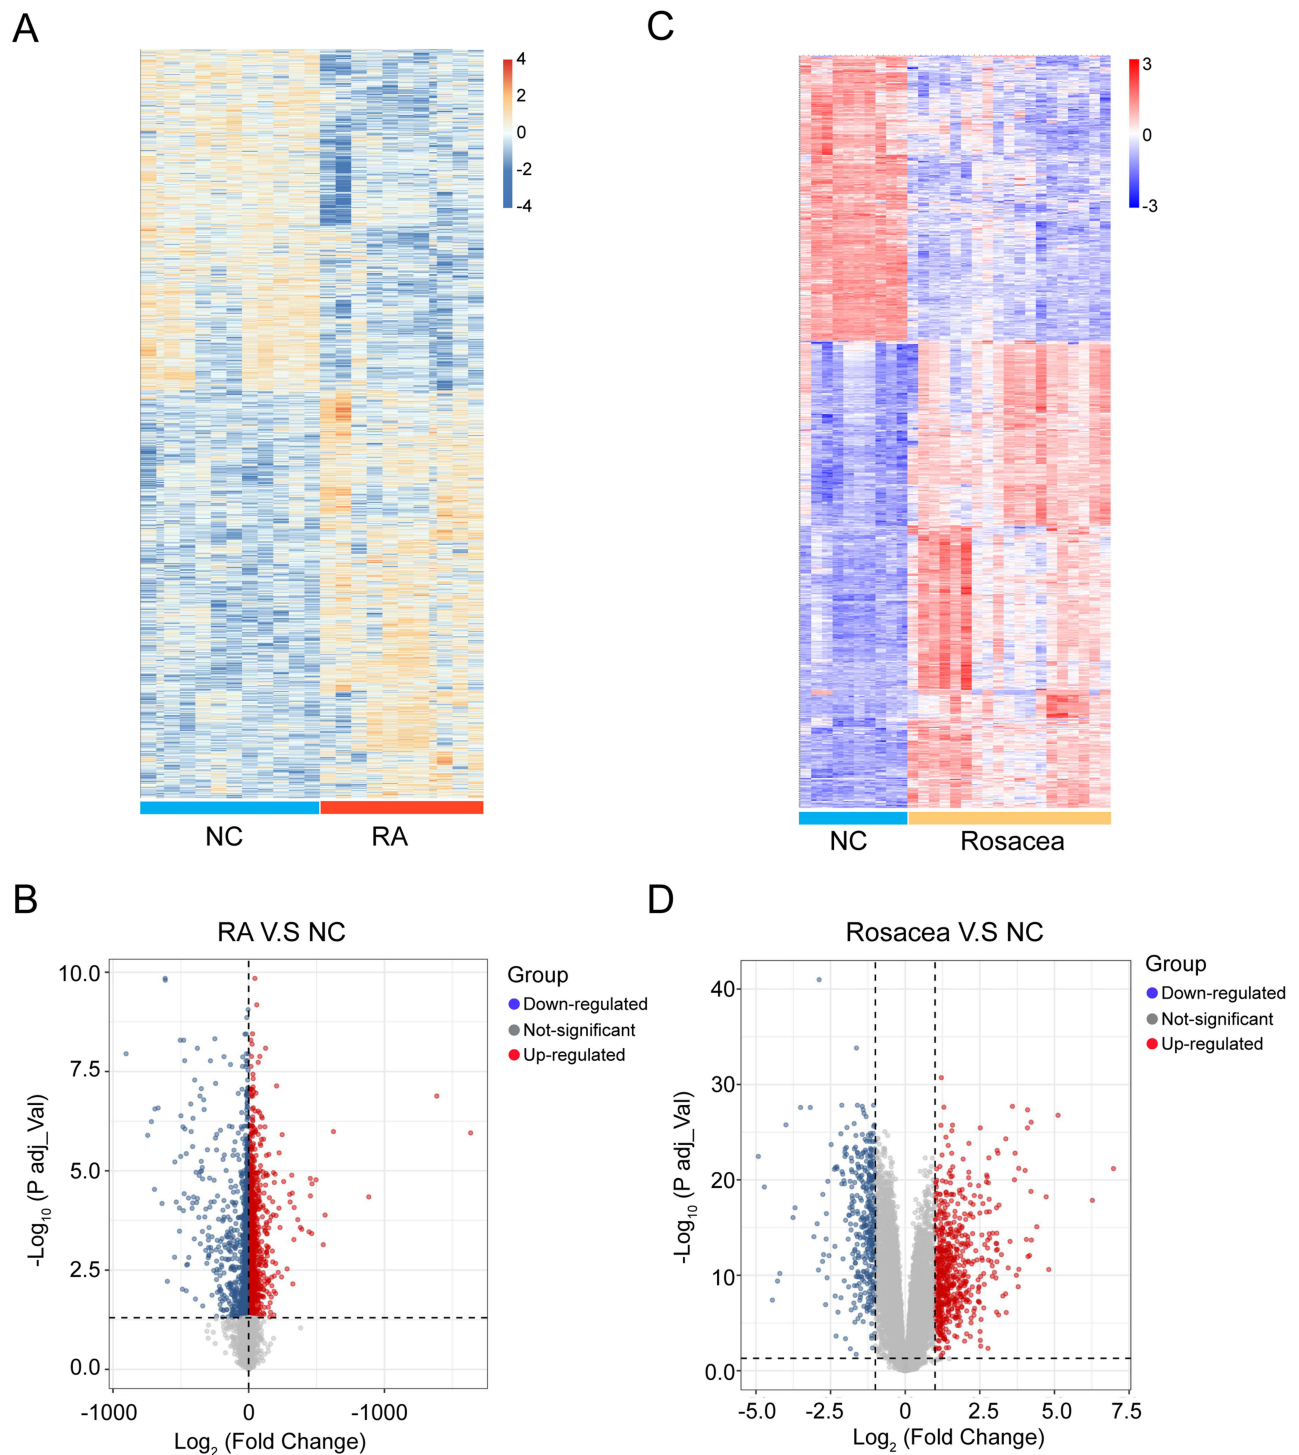 A
4
2
0
-2
-4
NC RA
C
3
0
-3
NC Rosacea
B
RA V.S NC
10.0
7.5
5.0
2.5
0.0
-Log10 (P adj_Val)
-1000 0 -1000
Log2 (Fold Change)
Group
Down-regulated
Not-significant
Up-regulated
D
Rosacea V.S NC
40
30
20
10
0.0
-Log10 (P adj_Val)
-5.0 -2.5 0 2.5 5.0 7.5
Log2 (Fold Change)
Group
Down-regulated
Not-significant
Up-regulated